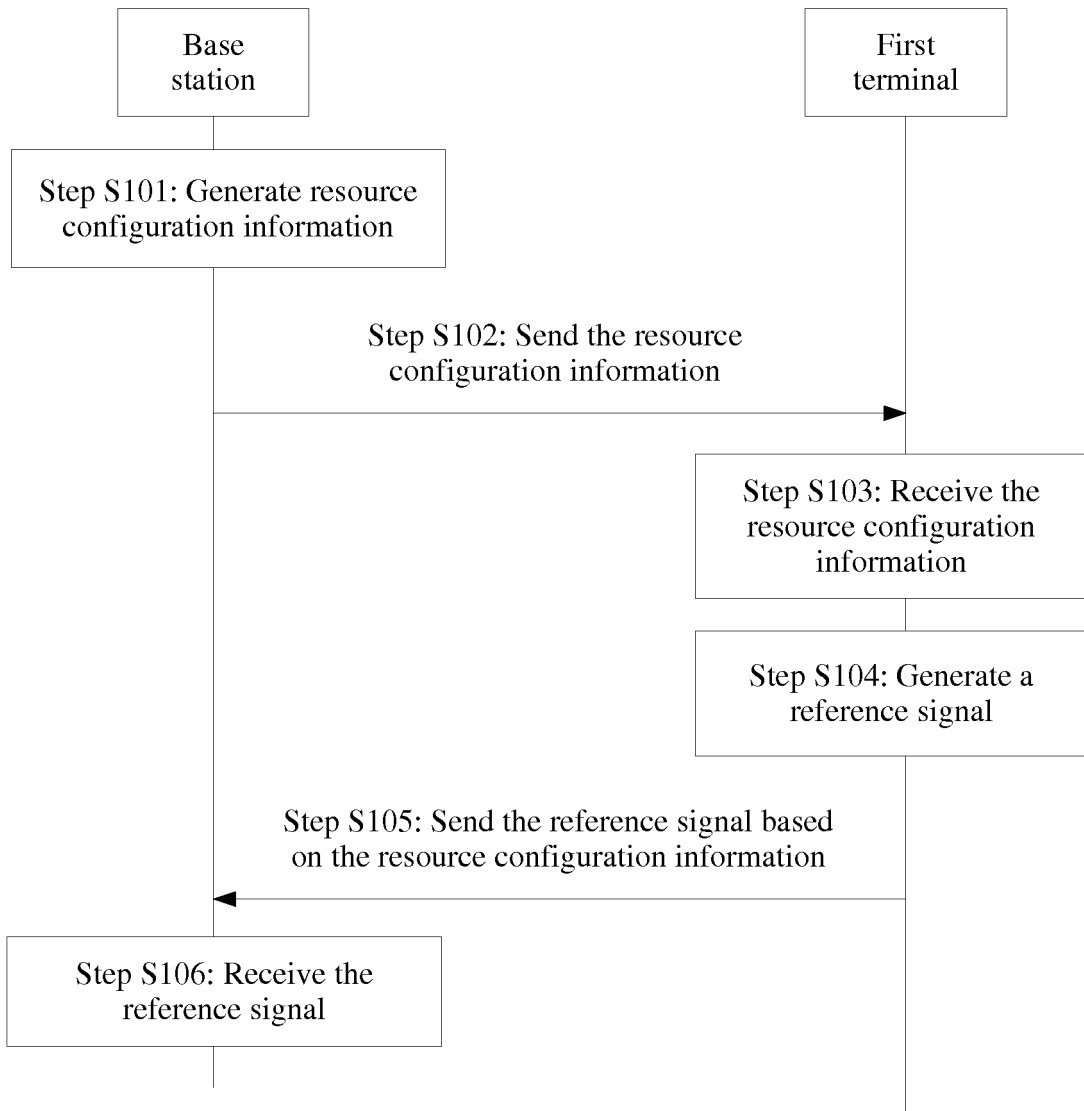 Base
station
First
terminal
Step S101: Generate resource
configuration information
Step S102: Send the resource
configuration information
Step S103: Receive the
resource configuration
information
Step S104: Generate a
reference signal
Step S105: Send the reference signal based
on the resource configuration information
Step S106: Receive the
reference signal